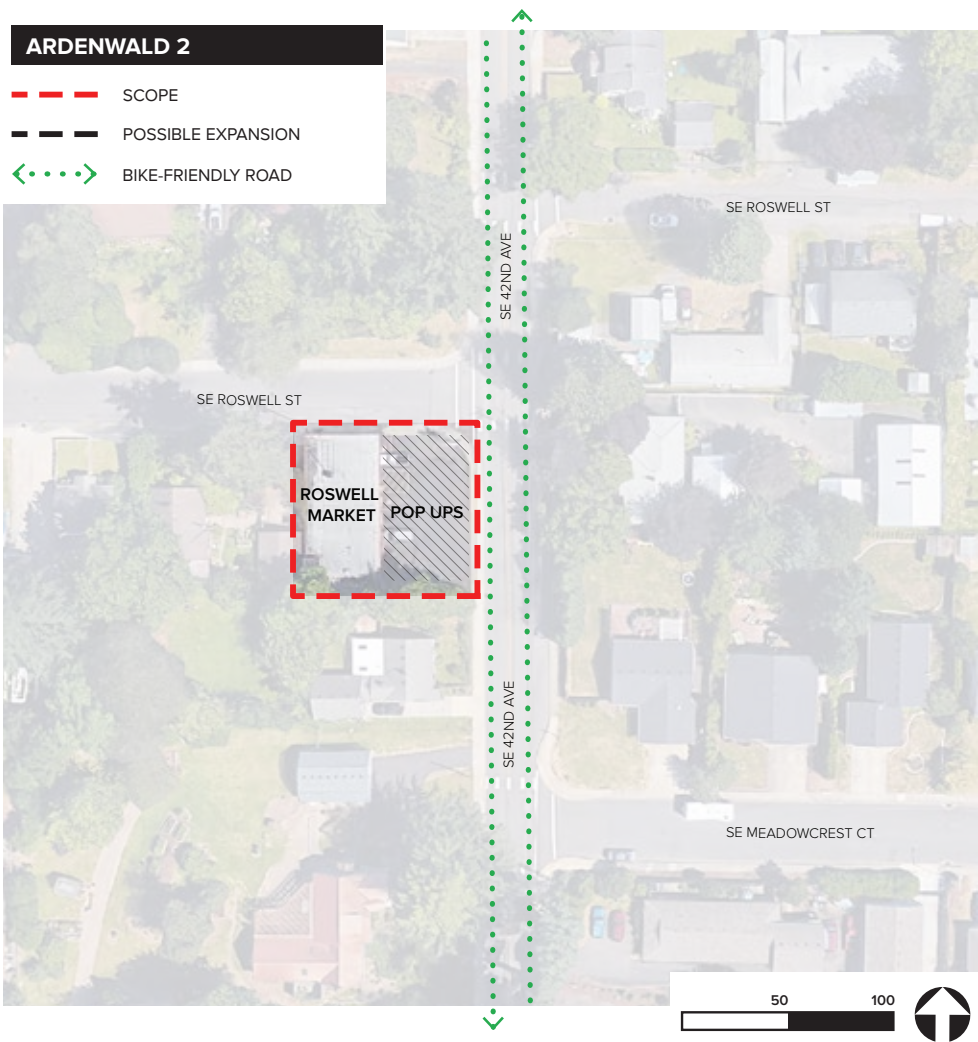 ARDENWALD 2
SCOPE
POSSIBLE EXPANSION
BIKE-FRIENDLY ROAD
SE ROSWELL ST
SE 42ND AVE
SE ROSWELL ST
ROSWELL
MARKET
POP UPS
SE 42ND AVE
SE MEADOWCREST CT
50
100